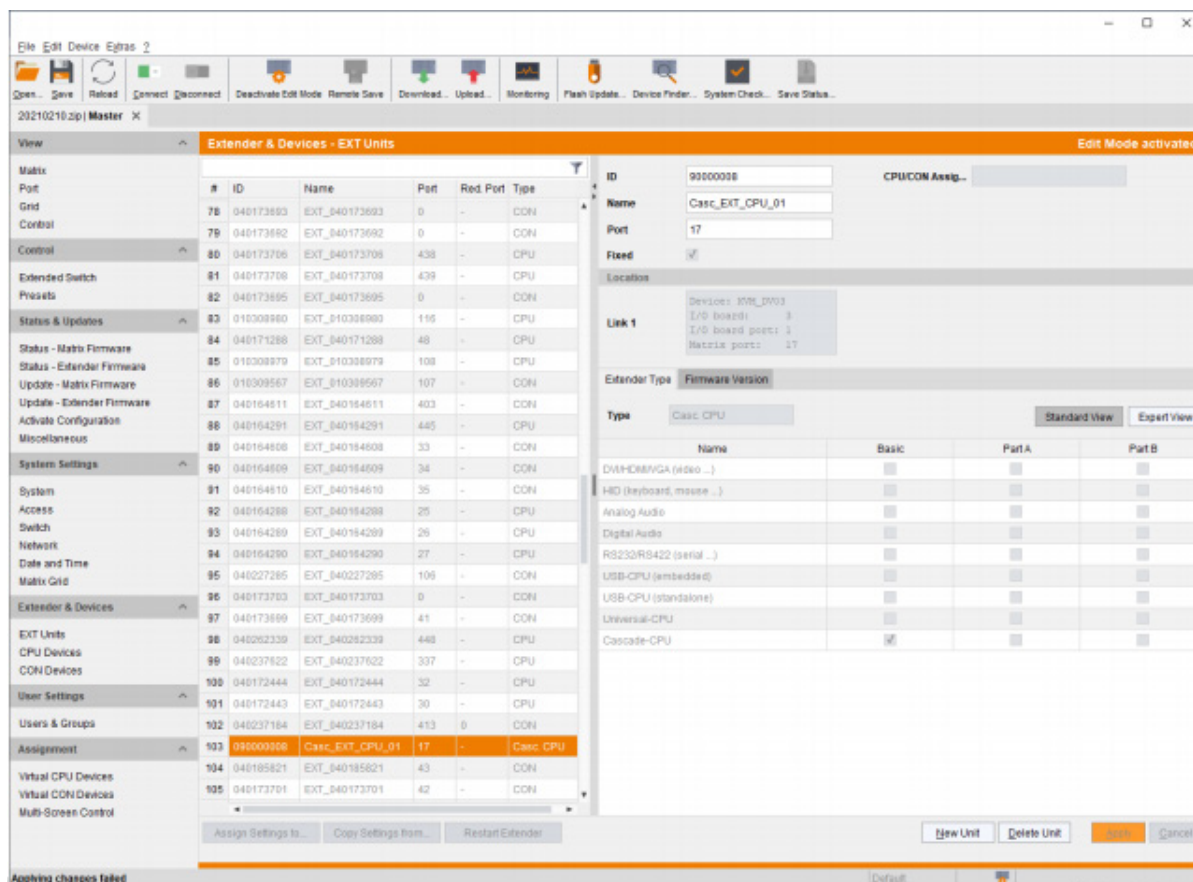 File Edit Device Extras ?
Open... Save Reload Connect Disconnect Deactivate Edit Mode Remote Save Download... Upload... Monitoring Flash Update... Device Finder... System Check... Save Status...
20210210.zip| Master
View
Matrix
Port
Grid
Control
Control
Extended Switch
Presets
Status & Updates
Status - Matrix Firmware
Status - Extender Firmware
Update - Matrix Firmware
Update - Extender Firmware
Activate Configuration
Miscellaneous
System Settings
System
Access
Switch
Network
Date and Time
Matrix Grid
Extender & Devices
EXT Units
CPU Devices
CON Devices
User Settings
Users & Groups
Assignment
Virtual CPU Devices
Virtual CON Devices
Multi-Screen Control
Extender & Devices - EXT Units Edit Mode activated
# ID Name Port Red. Port Type
78 040173693 EXT_040173693 0 - CON
79 040173692 EXT_040173692 0 - CON
80 040173706 EXT_040173706 438 - CPU
81 040173708 EXT_040173708 439 - CPU
82 040173695 EXT_040173695 0 - CON
83 010308980 EXT_010308980 116 - CPU
84 040171288 EXT_040171288 48 - CPU
85 010308979 EXT_010308979 108 - CPU
86 010309567 EXT_010309567 107 - CPU
87 040164611 EXT_040164611 403 - CPU
88 040164291 EXT_040164291 445 - CPU
89 040164608 EXT_040164608 33 - CON
90 040164609 EXT_040164609 34 - CON
91 040164610 EXT_040164610 35 - CON
92 040164288 EXT_040164288 25 - CPU
93 040164289 EXT_040164289 26 - CPU
94 040164290 EXT_040164290 27 - CPU
95 040227285 EXT_040227285 106 - CON
96 040173703 EXT_040173703 0 - CON
97 040173699 EXT_040173699 41 - CON
98 040262339 EXT_040262339 448 - CPU
99 040237622 EXT_040237622 337 - CPU
100 040172444 EXT_040172444 32 - CPU
101 040172443 EXT_040172443 30 - CPU
102 040237184 EXT_040237184 413 0 CON
103 090000008 Casc_EXT_CPU_01 17 - Casc. CPU
104 040185821 EXT_040185821 43 - CON
105 040173701 EXT_040173701 42 - CON
Assign Settings to... Copy Settings from... Restart Extender
ID 90000008 CPU/CON Assig...
Name Casc_EXT_CPU_01
Port 17
Fixed
Location
Link 1
Device: KVM_DV03
I/O board: 3
I/O board port: 1
Matrix port: 17
Extender Type Firmware Version
Type Casc. CPU Standard View Expert View
Name Basic Part A Part B
DVI/HDMI/VGA (video ...)
HID (keyboard, mouse ...)
Analog Audio
Digital Audio
RS232/RS422 (serial ...)
USB-CPU (embedded)
USB-CPU (standalone)
Universal-CPU
Cascade-CPU
New Unit Delete Unit Apply Cancel
Applying changes failed Default